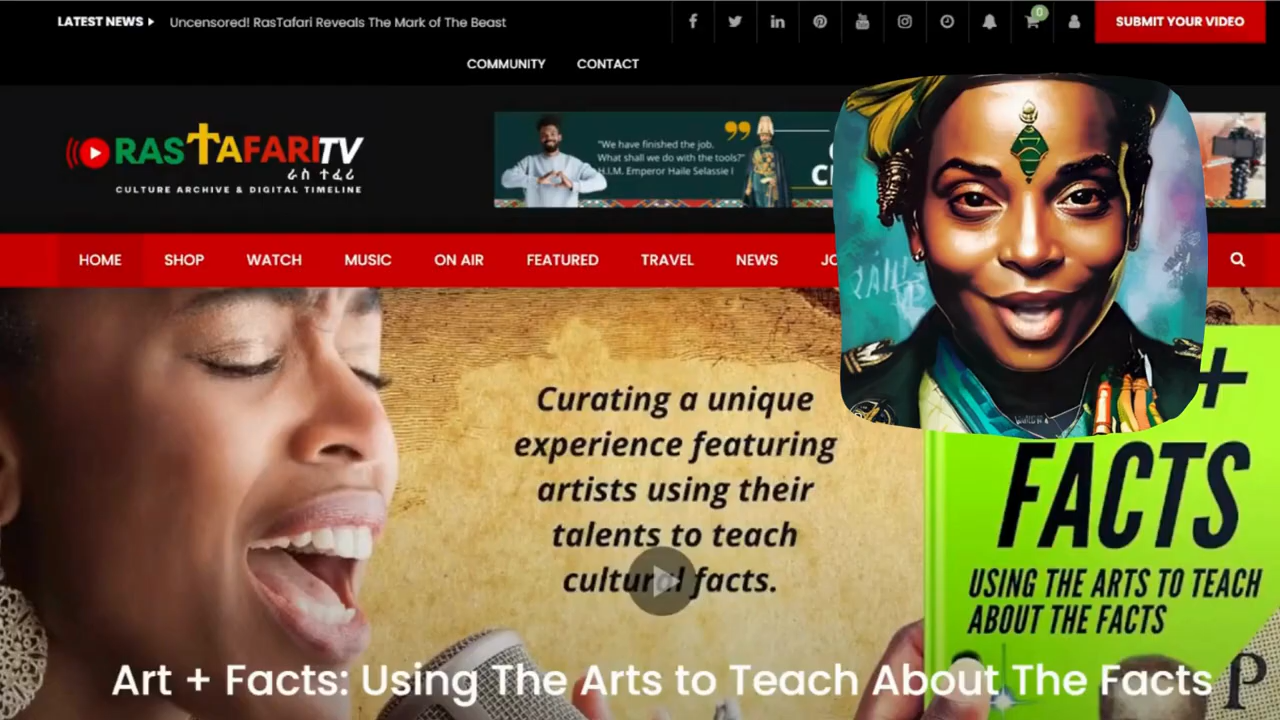 LATEST NEWS
Uncensored! RasTafari Reveals The Mark of The Beast
0
SUBMIT YOUR VIDEO
COMMUNITY
CONTACT
RASTAFARI TV
ራስ ተፈሪ
CULTURE ARCHIVE & DIGITAL TIMELINE
"We have finished the job.
What shall we do with the tools?"
H.I.M. Emperor Haile Selassie I
HOME
SHOP
WATCH
MUSIC
ON AIR
FEATURED
TRAVEL
NEWS
Curating a unique
experience featuring
artists using their
talents to teach
cultural facts.
+
FACTS
USING THE ARTS TO TEACH
ABOUT THE FACTS
P
Art + Facts: Using The Arts to Teach About The Facts